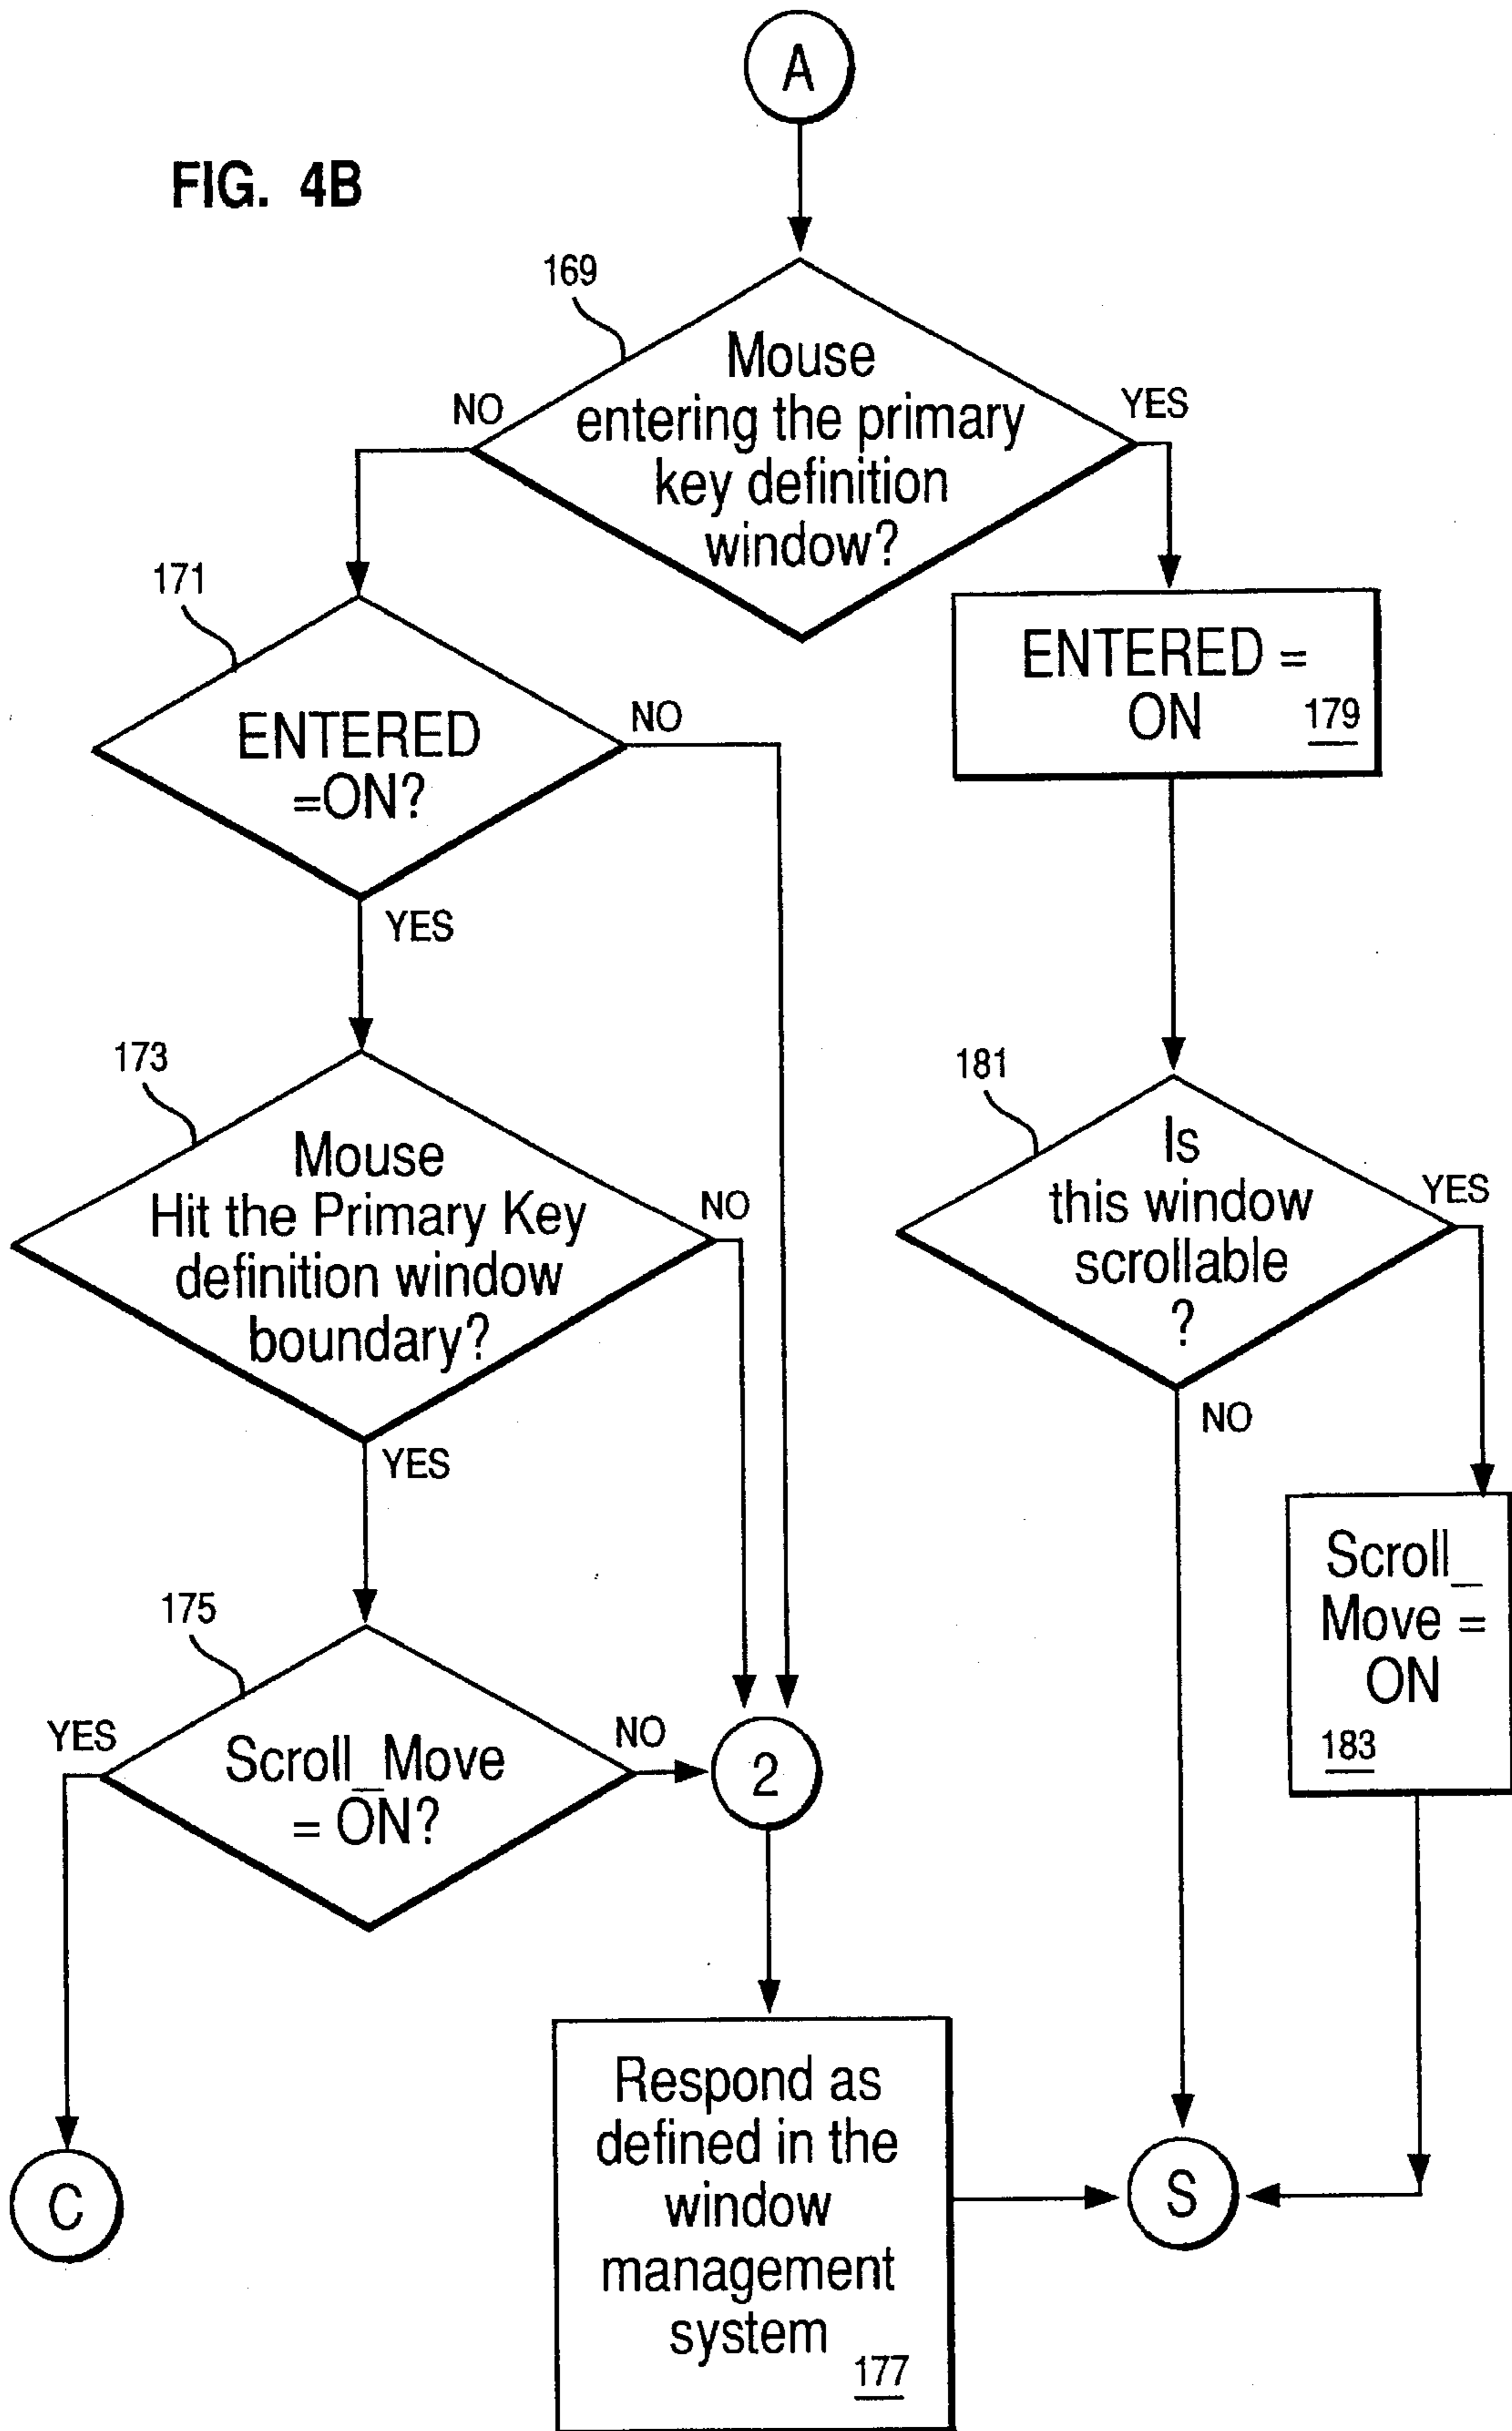 A
FIG. 4B
169
Mouse
entering the primary
key definition
window?
NO
YES
171
ENTERED
=ON?
NO
YES
ENTERED =
ON
179
173
Mouse
Hit the Primary Key
definition window
boundary?
NO
YES
181
Is
this window
scrollable
?
YES
NO
175
Scroll_Move
= ON?
YES
NO
2
Scroll_
Move =
ON
183
C
Respond as
defined in the
window
management
system
177
S